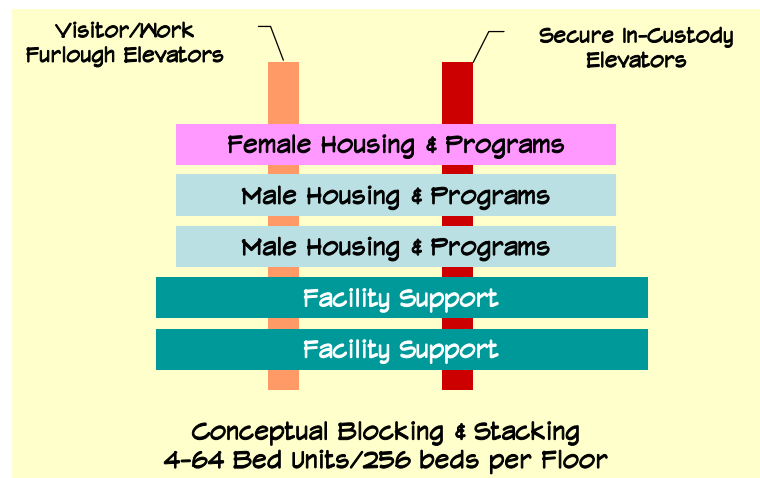 Visitor/Work
Furlough Elevators
Secure In-Custody
Elevators
Female Housing & Programs
Male Housing & Programs
Male Housing & Programs
Facility Support
Facility Support
Conceptual Blocking & Stacking
4-64 Bed Units/256 beds per Floor